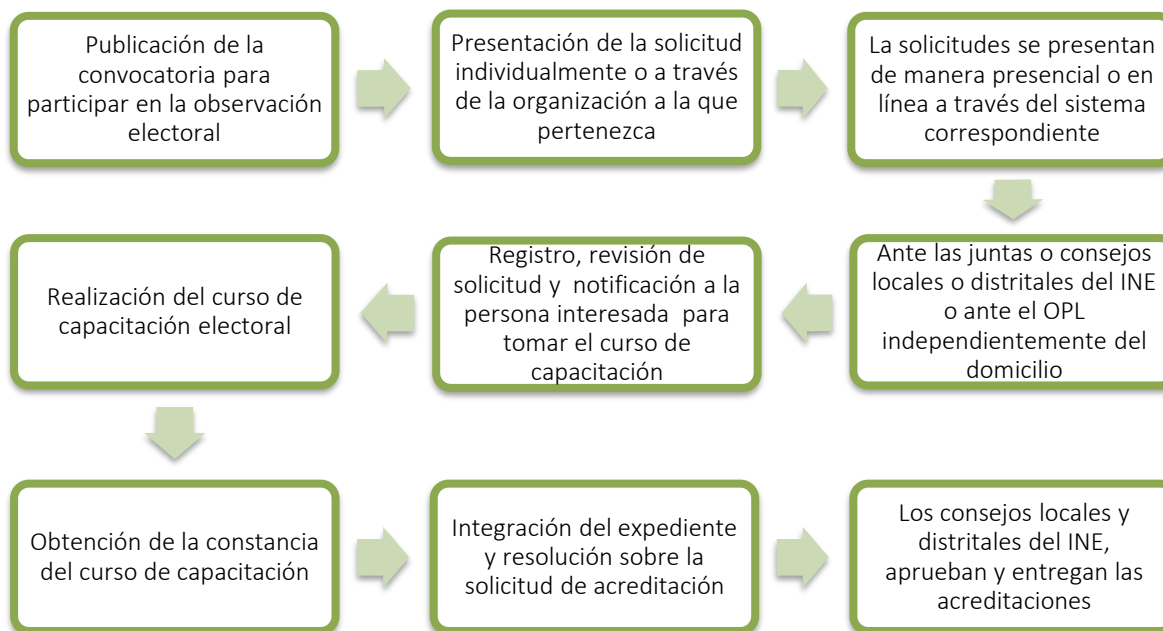 Publicación de la
convocatoria para
participar en la observación
electoral
Presentación de la solicitud
individualmente o a través
de la organización a la que
pertenezca
La solicitudes se presentan
de manera presencial o en
línea a través del sistema
correspondiente
Ante las juntas o consejos
locales o distritales del INE
o ante el OPL
independientemente del
domicilio
Registro, revisión de
solicitud y notificación a la
persona interesada para
tomar el curso de
capacitación
Realización del curso de
capacitación electoral
Obtención de la constancia
del curso de capacitación
Integración del expediente
y resolución sobre la
solicitud de acreditación
Los consejos locales y
distritales del INE,
aprueban y entregan las
acreditaciones